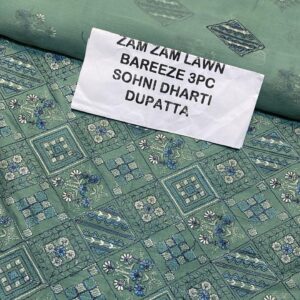 ZAM ZAM LAWN
BAREEZE 3PC
SOHNI DHARTI
DUPATTA